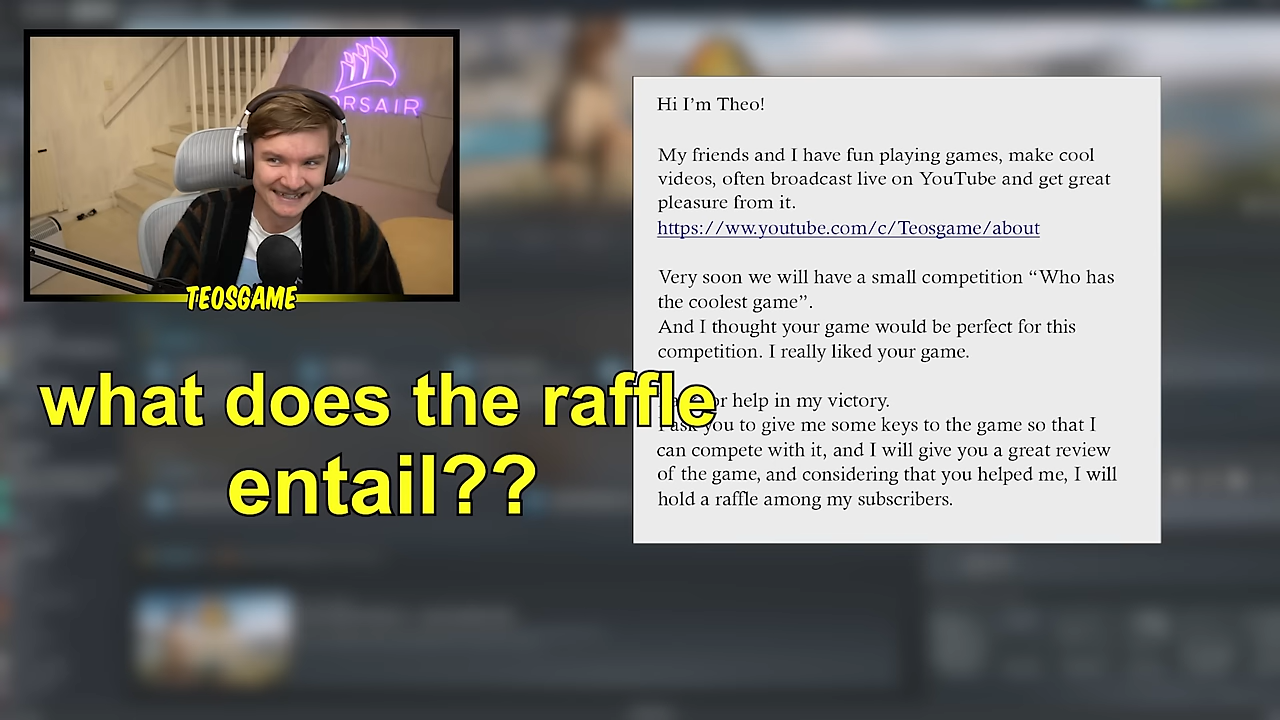 CORSAIR
TEOSGAME
what does the raffle
entail??
Hi I'm Theo!
My friends and I have fun playing games, make cool
videos, often broadcast live on YouTube and get great
pleasure from it.
https://ww.youtube.com/c/Teosgame/about
Very soon we will have a small competition “Who has
the coolest game”.
And I thought your game would be perfect for this
competition. I really liked your game.
help in my victory.
I ask you to give me some keys to the game so that I
can compete with it, and I will give you a great review
of the game, and considering that you helped me, I will
hold a raffle among my subscribers.